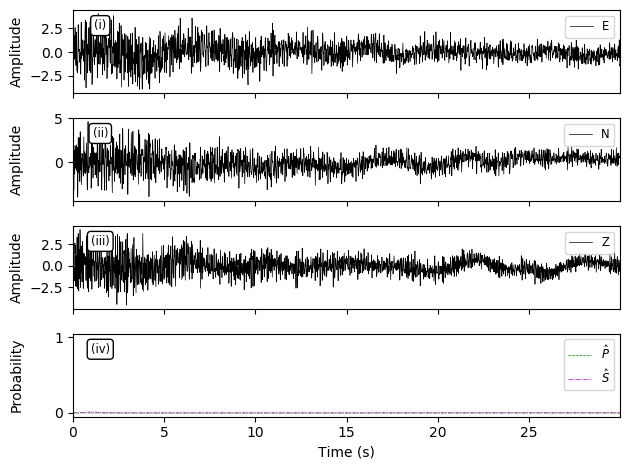 Amplitude
2.5
0.0
−2.5
(i)
E
Amplitude
5
0
(ii)
N
Amplitude
2.5
0.0
−2.5
(iii)
Z
Probability
1
0
(iv)
P̂
Ŝ
0 5 10 15 20 25
Time (s)